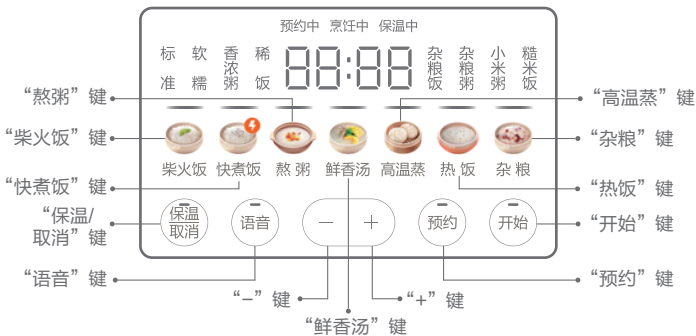 预约中 烹饪中 保温中
标准 软糯 香浓粥 稀饭 88:88 杂粮饭 杂粮粥 小米粥 糙米饭
“熬粥”键
“高温蒸”键
“柴火饭”键
“杂粮”键
柴火饭 快煮饭 熬粥 鲜香汤 高温蒸 热饭 杂粮
“快煮饭”键
“热饭”键
“保温/
取消”键
保温
取消
语音
−
+
预约
开始
“开始”键
“语音”键
“预约”键
“−”键
“+”键
“鲜香汤”键